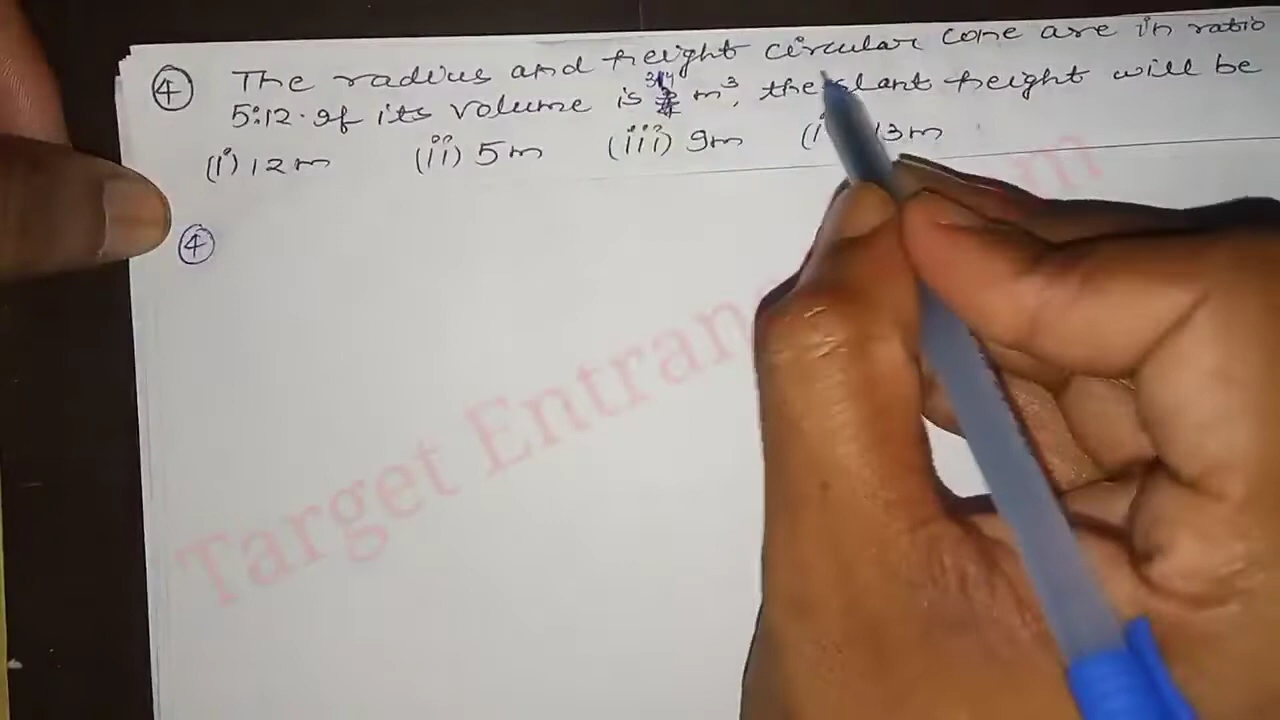 ④ The radius and height circular cone are in ratio
5:12. If its volume is 314 m³, the slant height will be
(i) 12m (ii) 5m (iii) 9m (i 13m
④
Target Entran m